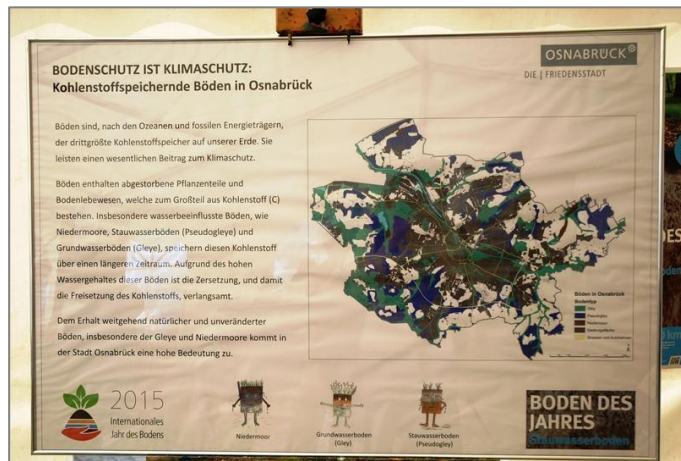 BODENSCHUTZ IST KLIMASCHUTZ:
Kohlenstoffspeichernde Böden in Osnabrück
OSNABRÜCK®
DIE | FRIEDENSSTADT
Böden sind, nach den Ozeanen und fossilen Energieträgern,
der drittgrößte Kohlenstoffspeicher auf unserer Erde. Sie
leisten einen wesentlichen Beitrag zum Klimaschutz.
Böden enthalten abgestorbene Pflanzenteile und
Bodenlebewesen, welche zum Großteil aus Kohlenstoff (C)
bestehen. Insbesondere wasserbeeinflusste Böden, wie
Niedermoore, Stauwasserböden (Pseudogleye) und
Grundwasserböden (Gleye), speichern diesen Kohlenstoff
über einen längeren Zeitraum. Aufgrund des hohen
Wassergehaltes dieser Böden ist die Zersetzung, und damit
die Freisetzung des Kohlenstoffs, verlangsamt.
Dem Erhalt weitgehend natürlicher und unveränderter
Böden, insbesondere der Gleye und Niedermoore kommt in
der Stadt Osnabrück eine hohe Bedeutung zu.
Böden in Osnabrück
Bodentyp
Gley
Pseudogley
Niedermoor
2015
Internationales
Jahr des Bodens
Niedermoor
Grundwasserboden
(Gley)
Stauwasserboden
(Pseudogley)
BODEN DES
JAHRES
Stauwasserboden